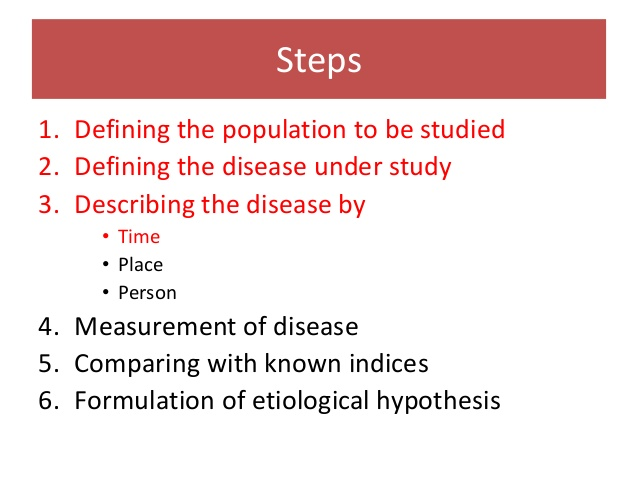 Steps
1. Defining the population to be studied
2. Defining the disease under study
3. Describing the disease by
• Time
• Place
• Person
4. Measurement of disease
5. Comparing with known indices
6. Formulation of etiological hypothesis